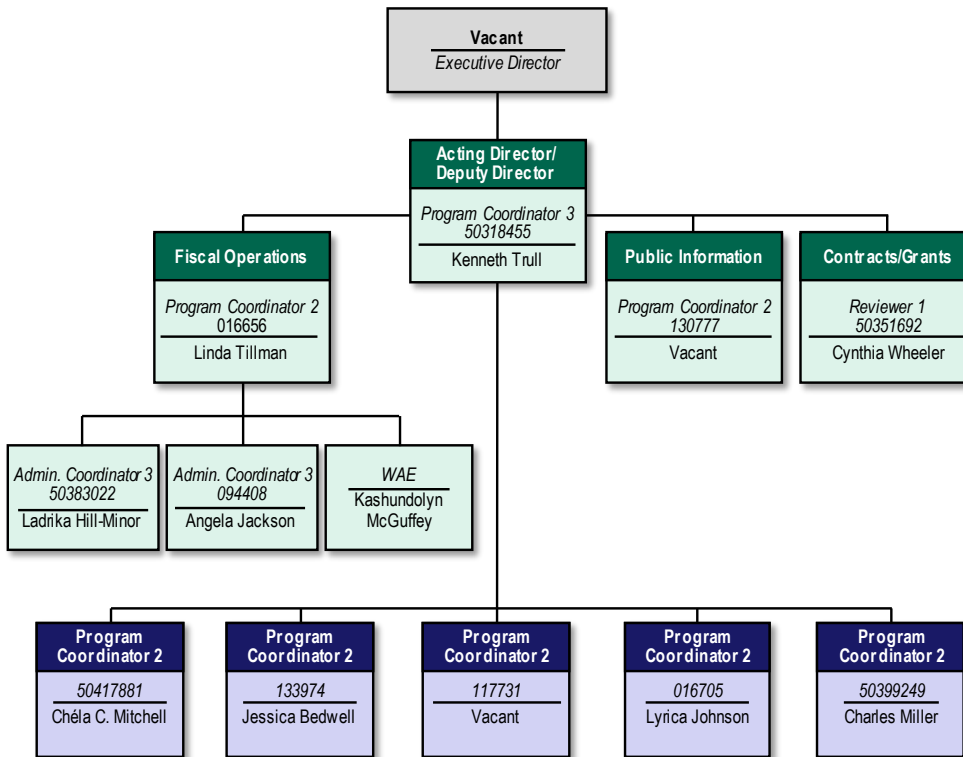 Vacant
Executive Director
Acting Director/
Deputy Director
Program Coordinator 3
50318455
Kenneth Trull
Fiscal Operations
Program Coordinator 2
016656
Linda Tillman
Public Information
Program Coordinator 2
130777
Vacant
Contracts/Grants
Reviewer 1
50351692
Cynthia Wheeler
Admin. Coordinator 3
50383022
Ladrika Hill-Minor
Admin. Coordinator 3
094408
Angela Jackson
WAE
Kashundolyn
McGuffey
Program
Coordinator 2
50417881
Chéla C. Mitchell
Program
Coordinator 2
133974
Jessica Bedwell
Program
Coordinator 2
117731
Vacant
Program
Coordinator 2
016705
Lyrica Johnson
Program
Coordinator 2
50399249
Charles Miller